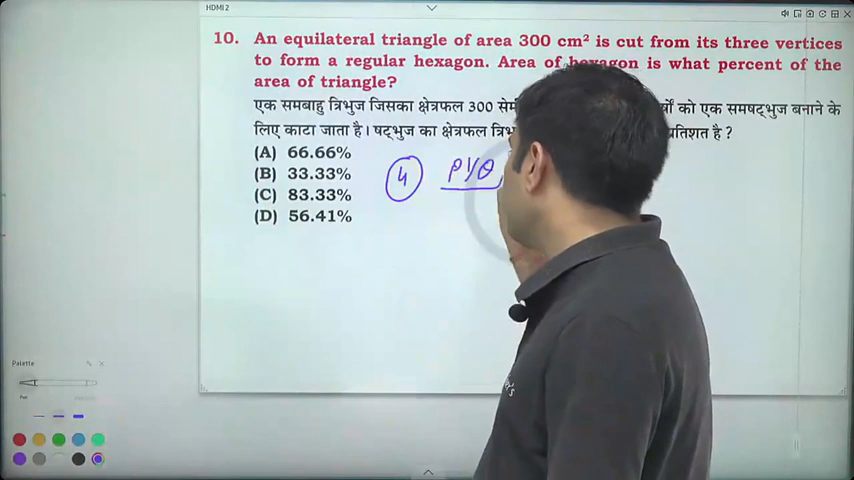 HDMI 2
10. An equilateral triangle of area 300 cm² is cut from its three vertices
to form a regular hexagon. Area of hexagon is what percent of the
area of triangle?
एक समबाहु त्रिभुज जिसका क्षेत्रफल 300 को एक समषट्भुज बनाने के
लिए काटा जाता है। षट्भुज का क्षेत्रफल प्रतिशत है ?
(A) 66.66%
(B) 33.33%
(C) 83.33%
(D) 56.41%
4
Palette
Pen